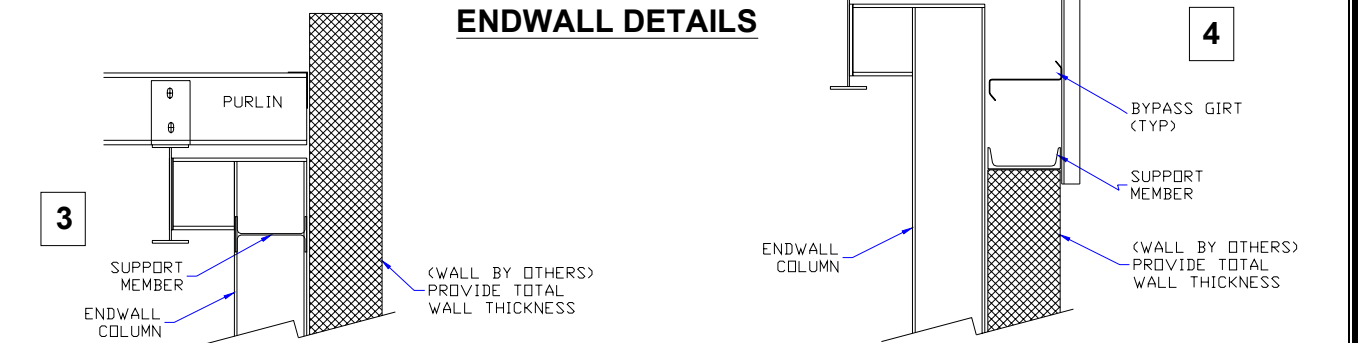 ENDWALL DETAILS
3
PURLIN
SUPPORT
MEMBER
ENDWALL
COLUMN
(WALL BY OTHERS)
PROVIDE TOTAL
WALL THICKNESS
4
BYPASS GIRT
(TYP)
SUPPORT
MEMBER
ENDWALL
COLUMN
(WALL BY OTHERS)
PROVIDE TOTAL
WALL THICKNESS